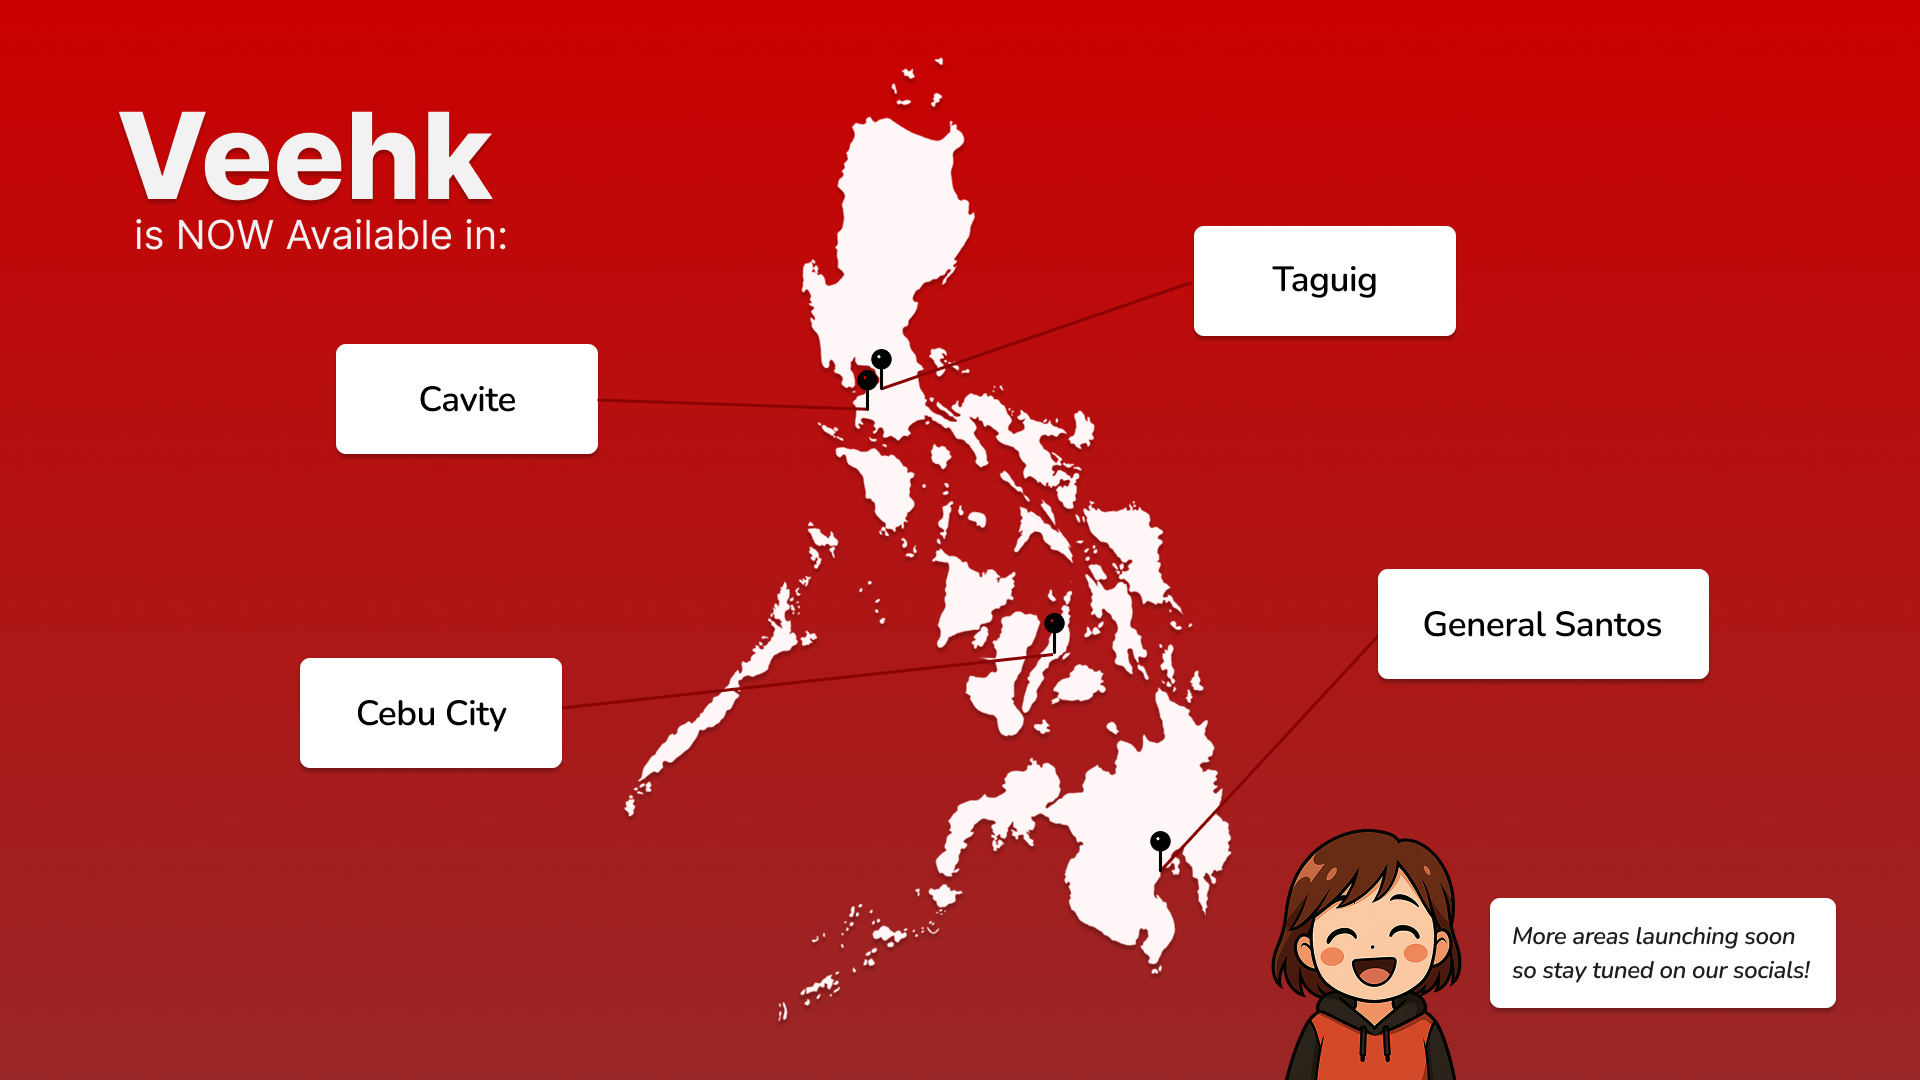 Veehk
is NOW Available in:
Taguig
Cavite
General Santos
Cebu City
More areas launching soon
so stay tuned on our socials!